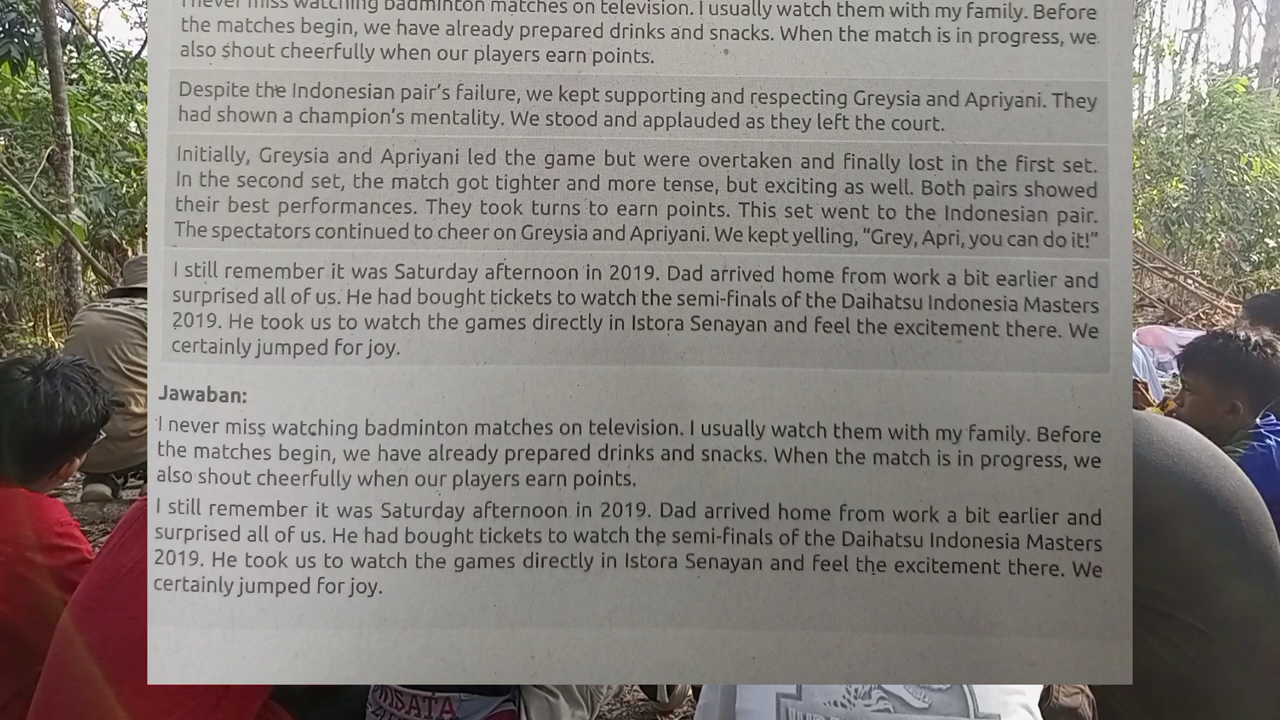 I never miss watching badminton matches on television. I usually watch them with my family. Before
the matches begin, we have already prepared drinks and snacks. When the match is in progress, we
also shout cheerfully when our players earn points.
Despite the Indonesian pair's failure, we kept supporting and respecting Greysia and Apriyani. They
had shown a champion's mentality. We stood and applauded as they left the court.
Initially, Greysia and Apriyani led the game but were overtaken and finally lost in the first set.
In the second set, the match got tighter and more tense, but exciting as well. Both pairs showed
their best performances. They took turns to earn points. This set went to the Indonesian pair.
The spectators continued to cheer on Greysia and Apriyani. We kept yelling, "Grey, Apri, you can do it!"
I still remember it was Saturday afternoon in 2019. Dad arrived home from work a bit earlier and
surprised all of us. He had bought tickets to watch the semi-finals of the Daihatsu Indonesia Masters
2019. He took us to watch the games directly in Istora Senayan and feel the excitement there. We
certainly jumped for joy.
Jawaban:
I never miss watching badminton matches on television. I usually watch them with my family. Before
the matches begin, we have already prepared drinks and snacks. When the match is in progress, we
also shout cheerfully when our players earn points.
I still remember it was Saturday afternoon in 2019. Dad arrived home from work a bit earlier and
surprised all of us. He had bought tickets to watch the semi-finals of the Daihatsu Indonesia Masters
2019. He took us to watch the games directly in Istora Senayan and feel the excitement there. We
certainly jumped for joy.